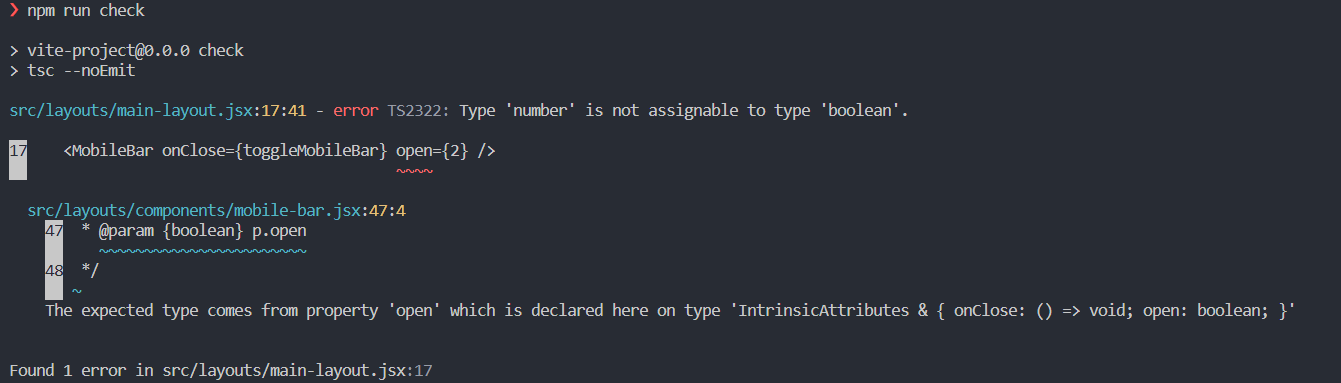 ❯ npm run check
> vite-project@0.0.0 check
> tsc --noEmit
src/layouts/main-layout.jsx:17:41 - error TS2322: Type 'number' is not assignable to type 'boolean'.
17    <MobileBar onClose={toggleMobileBar} open={2} />
~~~~
src/layouts/components/mobile-bar.jsx:47:4
47  * @param {boolean} p.open
~~~~~~~~~~~~~~~~~~~~~~~
48  */
~
The expected type comes from property 'open' which is declared here on type 'IntrinsicAttributes & { onClose: () => void; open: boolean; }'
Found 1 error in src/layouts/main-layout.jsx:17